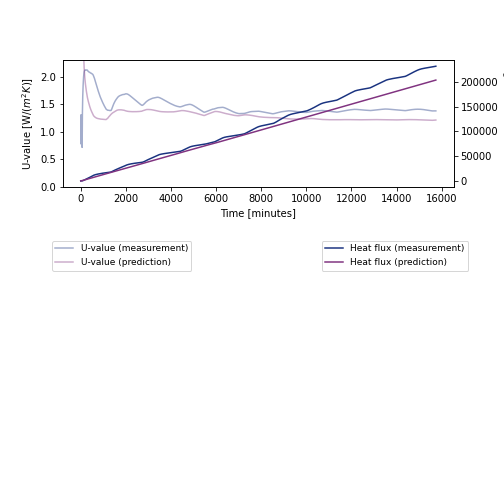 2.0
1.5
1.0
0.5
0.0
U-value [W/(m²K)]
200000
150000
100000
50000
0
0 2000 4000 6000 8000 10000 12000 14000 16000
Time [minutes]
U-value (measurement)
U-value (prediction)
Heat flux (measurement)
Heat flux (prediction)